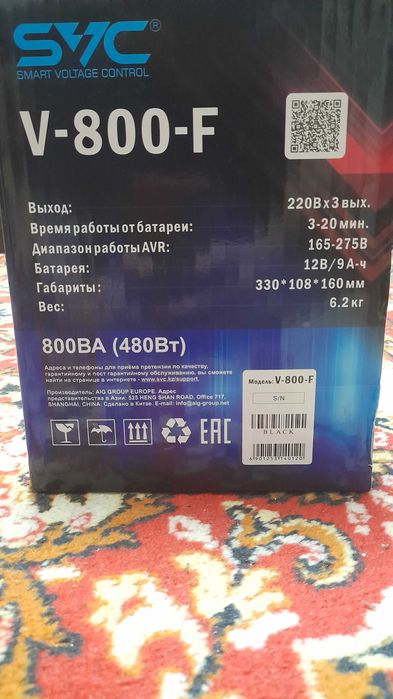 SVC®
SMART VOLTAGE CONTROL
V-800-F
Выход: 220В x 3 вых.
Время работы от батареи: 3-20 мин.
Диапазон работы AVR: 165-275В
Батарея: 12В/9А-ч
Габариты: 330*108*160 мм
Вес: 6.2 кг
800ВА (480Вт)
Адреса и телефоны для приёма претензии по качеству,
гарантийному и пост гарантийному обслуживанию, вы сможете
найти на странице в интернете - www.svc.kz/support.
Производитель: AIG GROUP EUROPE. Адрес
представительства в Азии: 525 HENG SHAN ROAD, Office 717,
SHANGHAI, CHINA. Сделано в Китае. E-mail: info@aig-group.net
EAC
Модель: V-800-F
S/N
BLACK
6901253140120